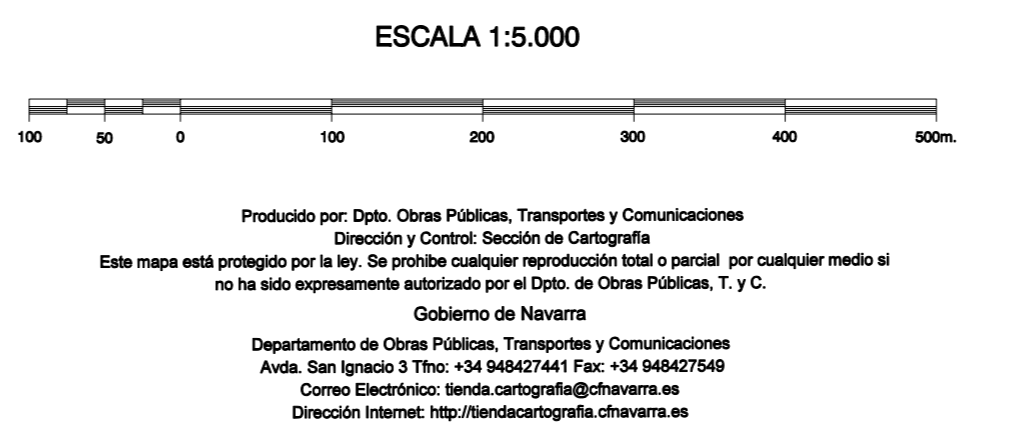 ESCALA 1:5.000
100 50 0 100 200 300 400 500m.
Producido por: Dpto. Obras Públicas, Transportes y Comunicaciones
Dirección y Control: Sección de Cartografía
Este mapa está protegido por la ley. Se prohibe cualquier reproducción total o parcial por cualquier medio si
no ha sido expresamente autorizado por el Dpto. de Obras Públicas, T. y C.
Gobierno de Navarra
Departamento de Obras Públicas, Transportes y Comunicaciones
Avda. San Ignacio 3 Tfno: +34 948427441 Fax: +34 948427549
Correo Electrónico: tienda.cartografia@cfnavarra.es
Dirección Internet: http://tiendacartografia.cfnavarra.es